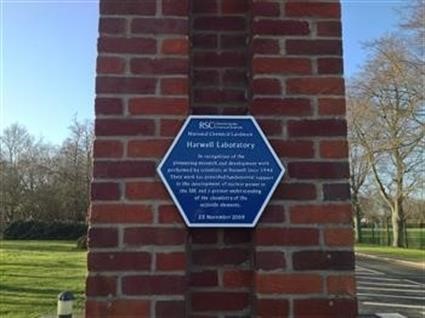 RSC
National Chemical Landmark
Harwell Laboratory
In recognition of the
pioneering research and development work
performed by scientists at Harwell since 1946
Their work has provided fundamental support
to the development of nuclear power in
the UK and a greater understanding
of the chemistry of the
actinide elements.
25 November 2009